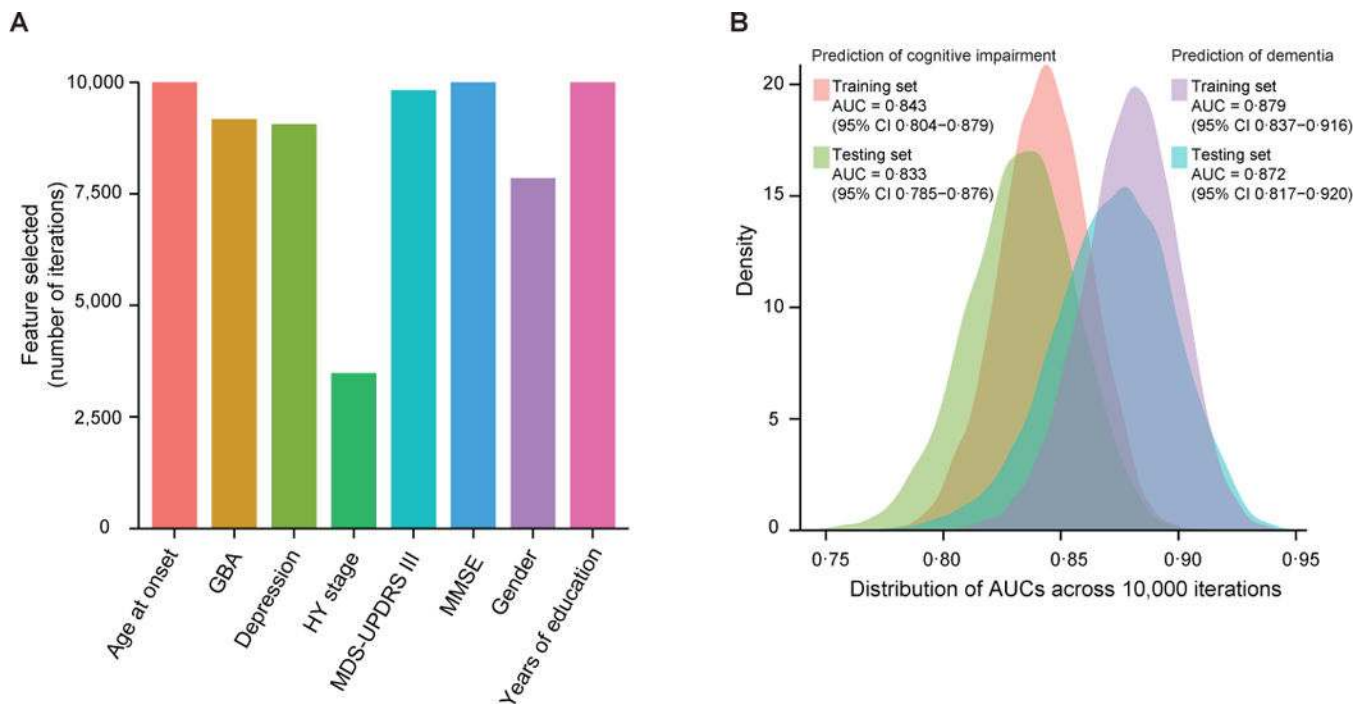 A
Feature selected
(number of iterations)
10,000
7,500
5,000
2,500
0
Age at onset
GBA
Depression
HY stage
MDS-UPDRS III
MMSE
Gender
Years of education
B
Prediction of cognitive impairment
Training set
AUC = 0·843
(95% CI 0·804–0·879)
Testing set
AUC = 0·833
(95% CI 0·785–0·876)
Prediction of dementia
Training set
AUC = 0·879
(95% CI 0·837–0·916)
Testing set
AUC = 0·872
(95% CI 0·817–0·920)
Density
20
15
10
5
0
0·75
0·80
0·85
0·90
0·95
Distribution of AUCs across 10,000 iterations